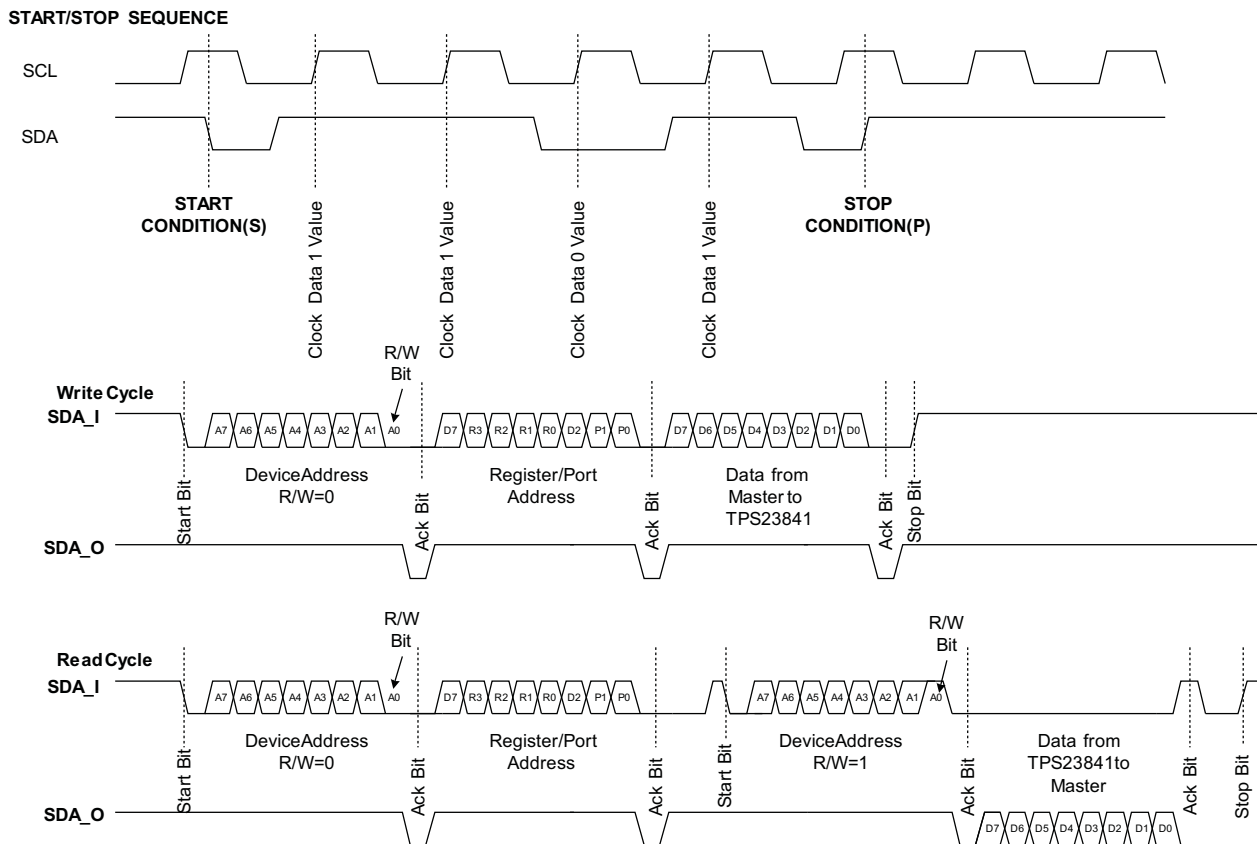 START/STOP SEQUENCE
SCL
SDA
START
CONDITION(S)
STOP
CONDITION(P)
Clock Data 1 Value
Clock Data 1 Value
Clock Data 0 Value
Clock Data 1 Value
R/W
Bit
Write Cycle
SDA_I
A7 A6 A5 A4 A3 A2 A1 A0
D7 R3 R2 R1 R0 D2 P1 P0
D7 D6 D5 D4 D3 D2 D1 D0
Start Bit
DeviceAddress
R/W=0
Ack Bit
Register/Port
Address
Ack Bit
Data from
Master to
TPS23841
Ack Bit
Stop Bit
SDA_O
R/W
Bit
R/W
Bit
Read Cycle
SDA_I
A7 A6 A5 A4 A3 A2 A1 A0
D7 R3 R2 R1 R0 D2 P1 P0
A7 A6 A5 A4 A3 A2 A1 A0
Start Bit
DeviceAddress
R/W=0
Ack Bit
Register/Port
Address
Ack Bit
Start Bit
DeviceAddress
R/W=1
Ack Bit
Data from
TPS23841to
Master
Ack Bit
Stop Bit
SDA_O
D7 D6 D5 D4 D3 D2 D1 D0